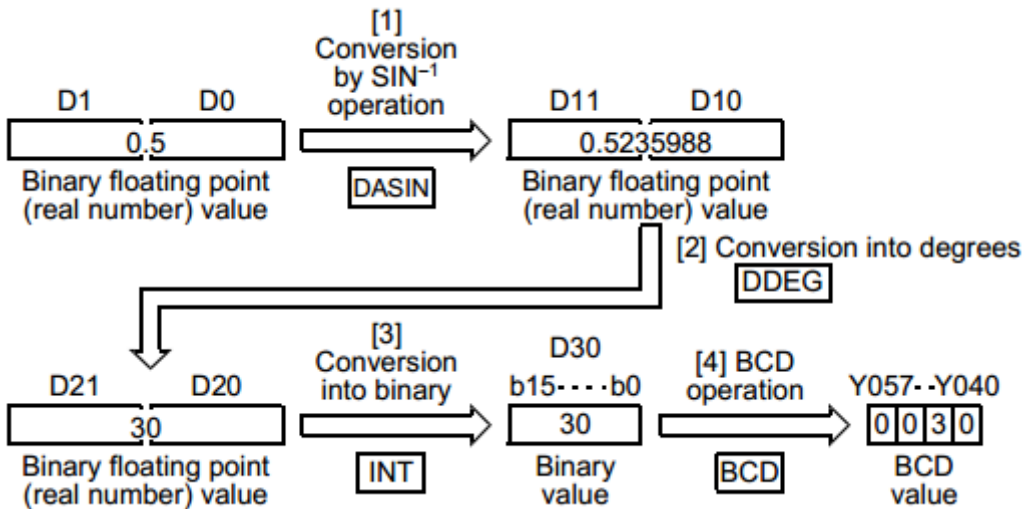 [1]
Conversion
by SIN⁻¹
operation
D1 D0
D11 D10
0.5
0.5235988
Binary floating point
(real number) value
DASIN
Binary floating point
(real number) value
[2] Conversion into degrees
DDEG
[3]
Conversion
into binary
D21 D20
D30
b15----b0
[4] BCD
operation
Y057--Y040
30
30
0 0 3 0
Binary floating point
(real number) value
INT
Binary
value
BCD
BCD
value